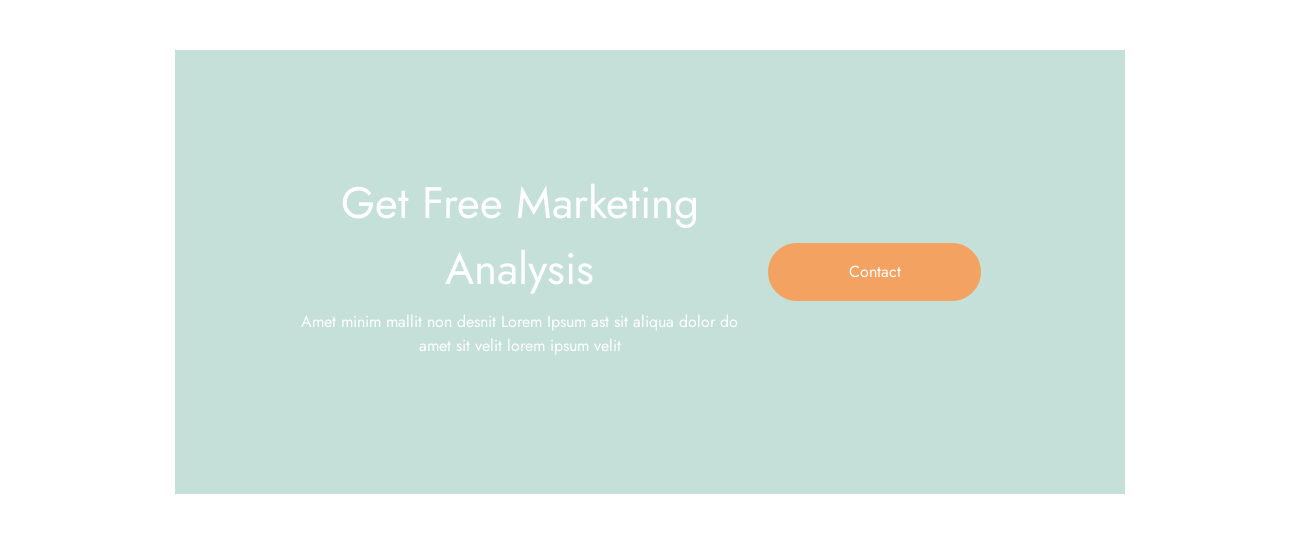 Get Free Marketing
Analysis
Amet minim mallit non desnit Lorem Ipsum ast sit aliqua dolor do
amet sit velit lorem ipsum velit
Contact